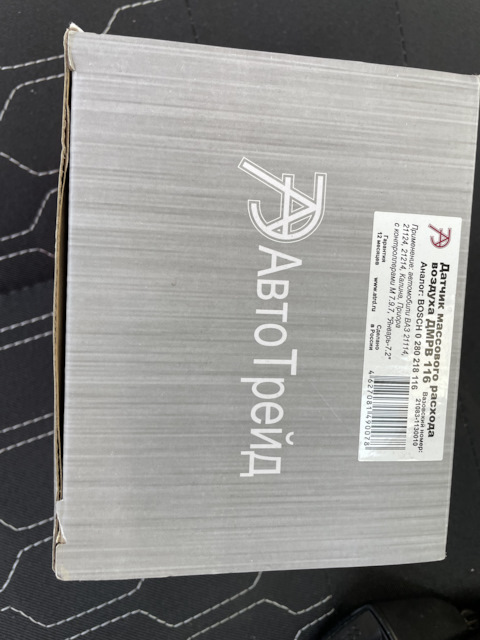 АвтоТрейд
Датчик массового расхода
воздуха ДМРВ 116
Аналог: BOSCH 0 280 218 116
Вазовский номер:
21083-1130010
Применение: автомобили ВАЗ 21114,
21124, 21214, Калина, Приора
с контроллерами М 7.9.7, "Январь-7.2"
Гарантия
12 месяцев
www.atrd.ru
Сделано
в России
4627081490078